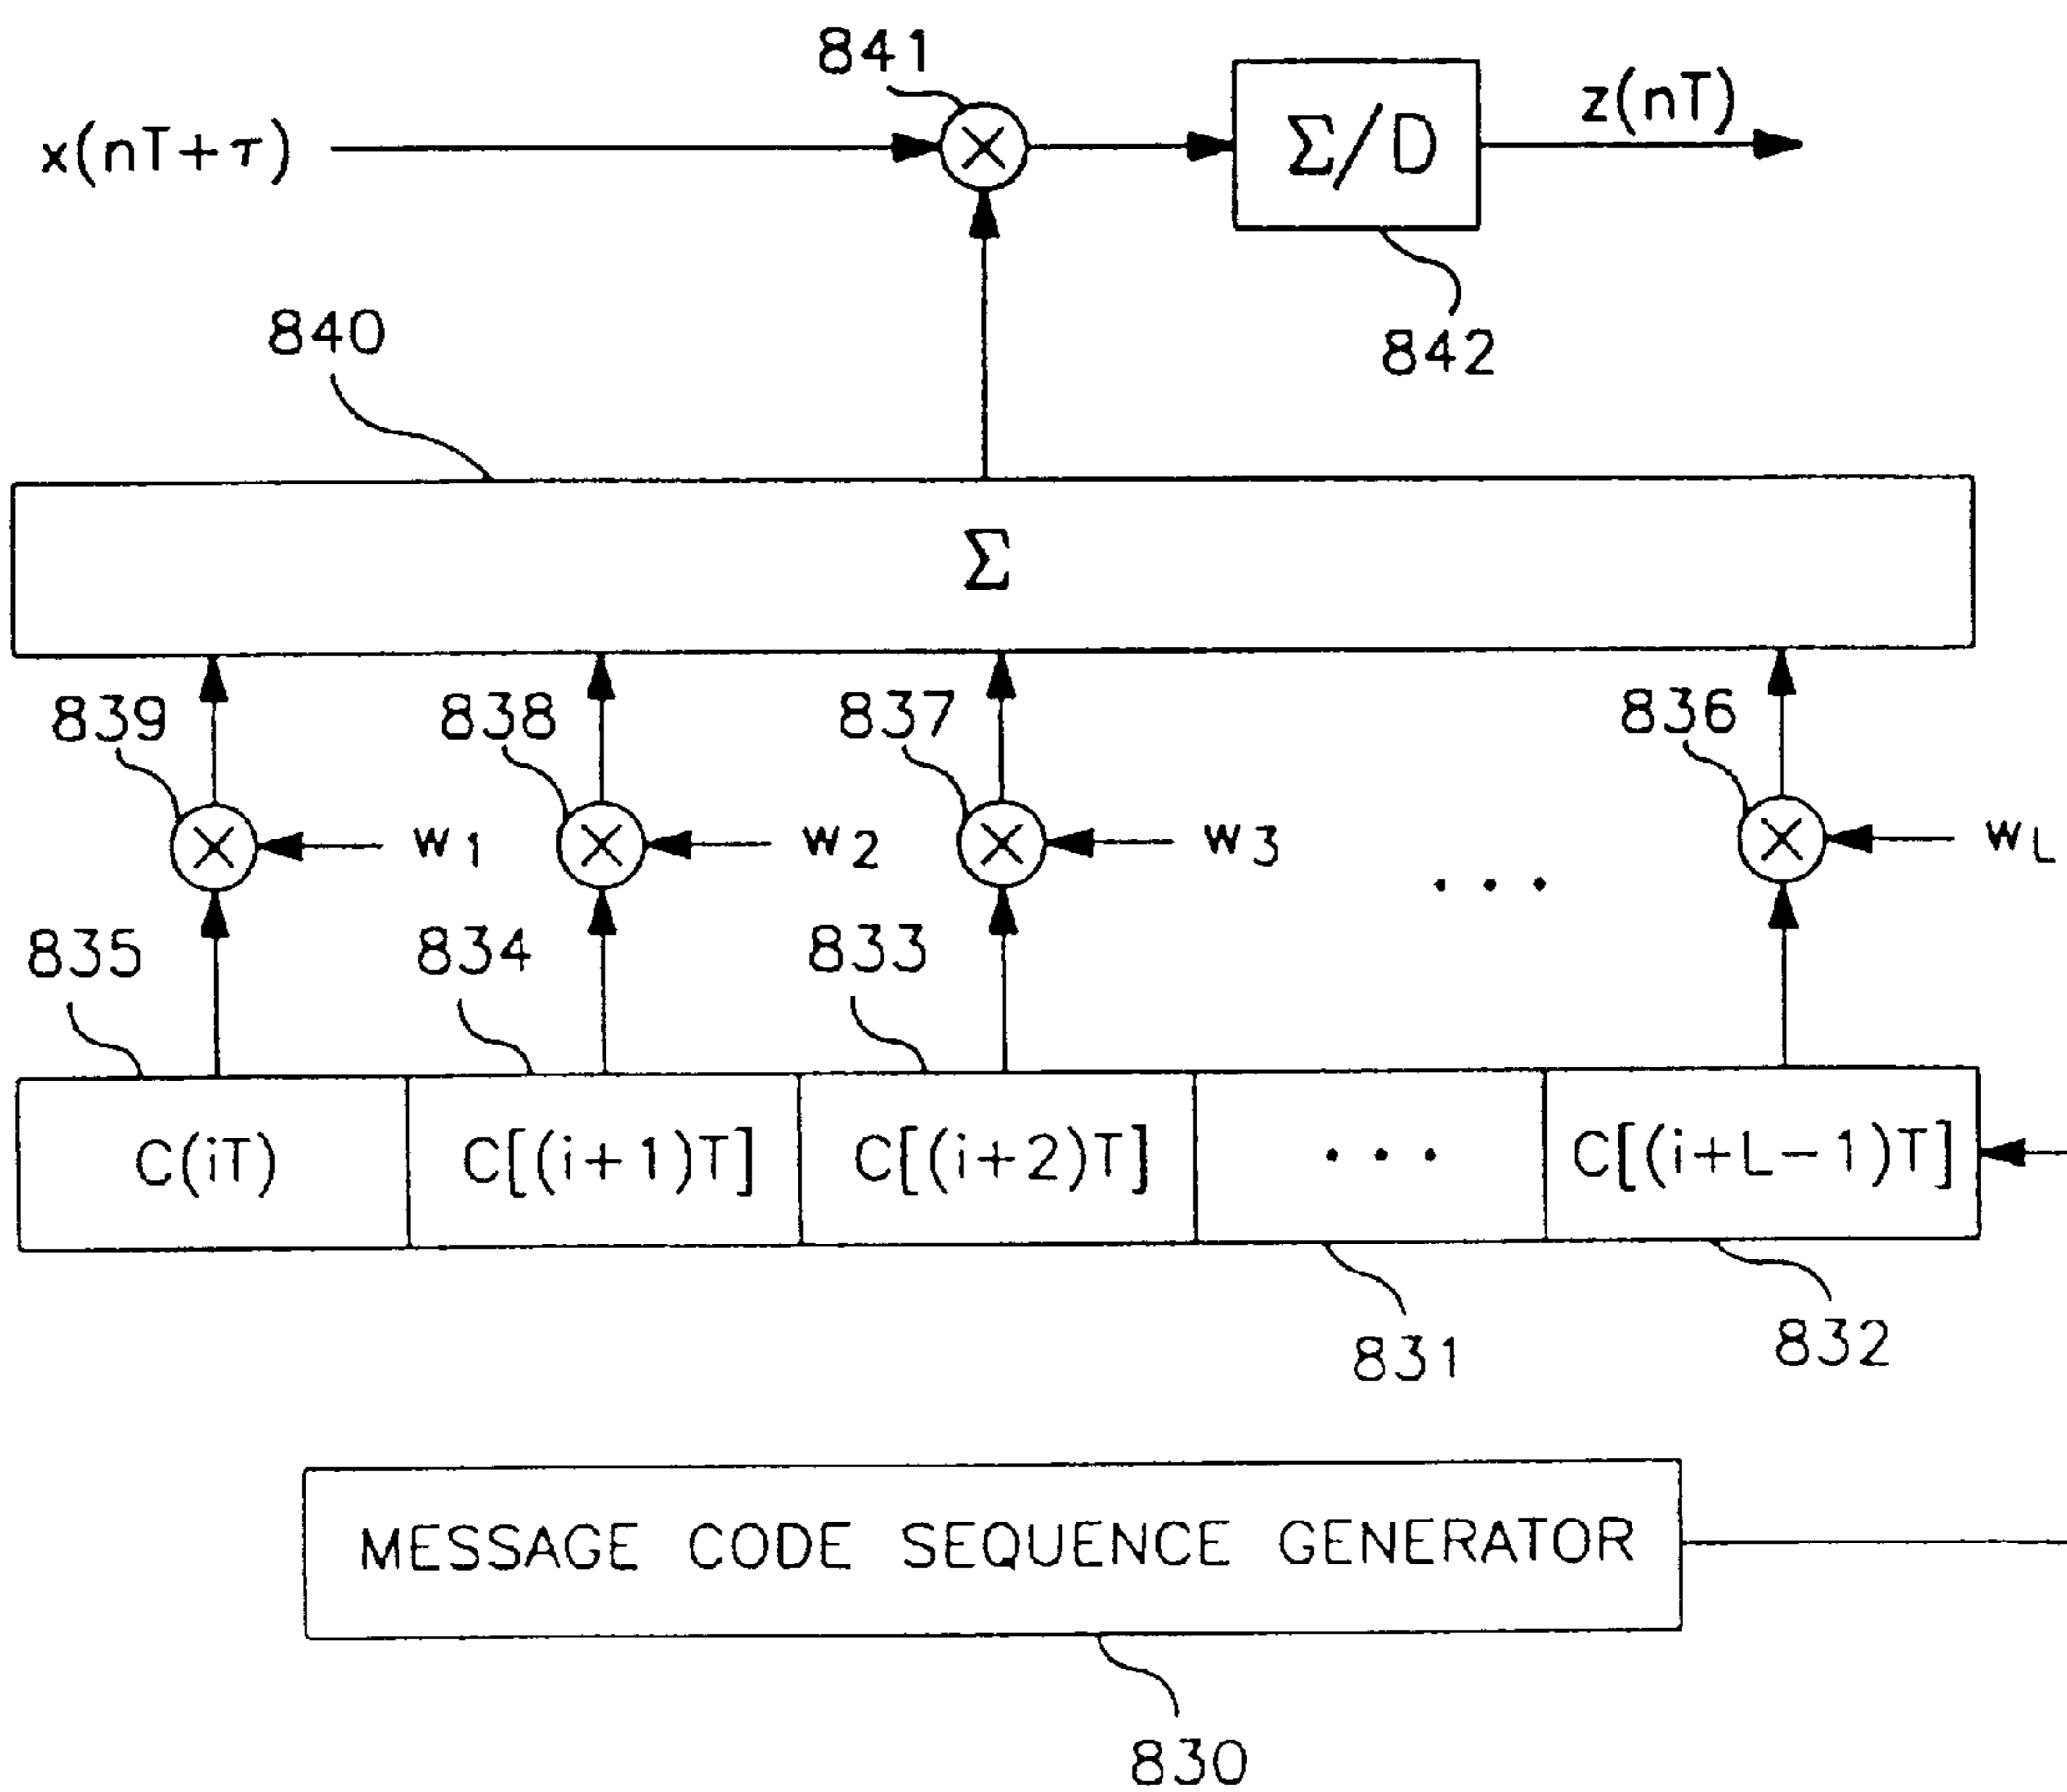 841
x(nT+τ)
×
Σ/D
z(nT)
842
840
Σ
839
838
837
836
×
w1
×
w2
×
w3
...
×
wL
835
834
833
C(iT)
C[(i+1)T]
C[(i+2)T]
...
C[(i+L-1)T]
831
832
MESSAGE CODE SEQUENCE GENERATOR
830